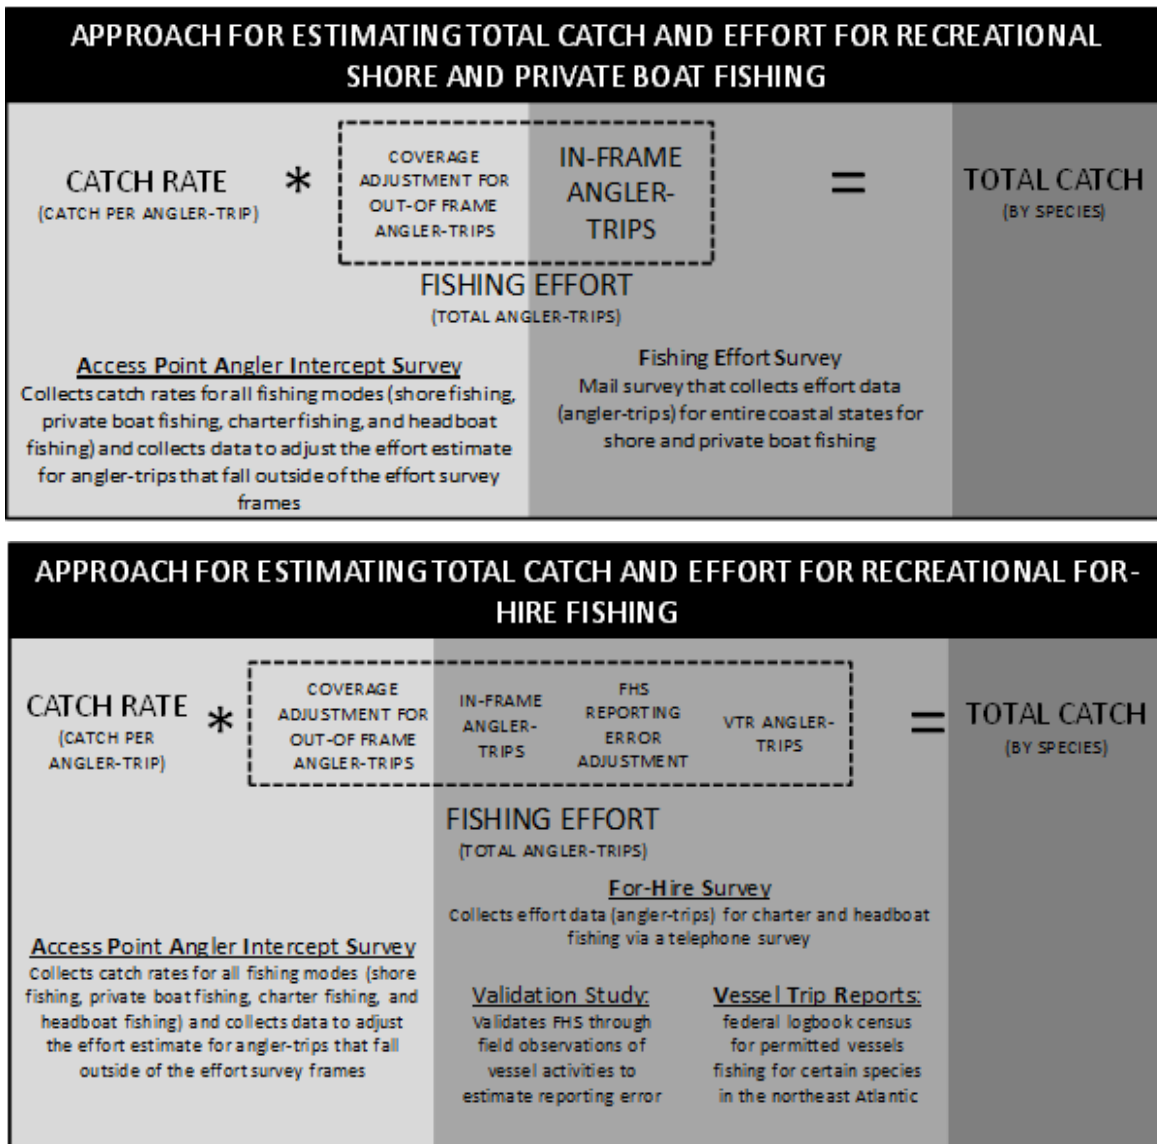 APPROACH FOR ESTIMATING TOTAL CATCH AND EFFORT FOR RECREATIONAL
SHORE AND PRIVATE BOAT FISHING
CATCH RATE
(CATCH PER ANGLER-TRIP)
*
COVERAGE
ADJUSTMENT FOR
OUT-OF FRAME
ANGLER-TRIPS
IN-FRAME
ANGLER-
TRIPS
=
TOTAL CATCH
(BY SPECIES)
FISHING EFFORT
(TOTAL ANGLER-TRIPS)
Access Point Angler Intercept Survey
Collects catch rates for all fishing modes (shore fishing,
private boat fishing, charter fishing, and headboat
fishing) and collects data to adjust the effort estimate
for angler-trips that fall outside of the effort survey
frames
Fishing Effort Survey
Mail survey that collects effort data
(angler-trips) for entire coastal states for
shore and private boat fishing
APPROACH FOR ESTIMATING TOTAL CATCH AND EFFORT FOR RECREATIONAL FOR-
HIRE FISHING
CATCH RATE
(CATCH PER
ANGLER-TRIP)
*
COVERAGE
ADJUSTMENT FOR
OUT-OF FRAME
ANGLER-TRIPS
IN-FRAME
ANGLER-
TRIPS
FHS
REPORTING
ERROR
ADJUSTMENT
VTR ANGLER-
TRIPS
=
TOTAL CATCH
(BY SPECIES)
FISHING EFFORT
(TOTAL ANGLER-TRIPS)
For-Hire Survey
Collects effort data (angler-trips) for charter and headboat
fishing via a telephone survey
Access Point Angler Intercept Survey
Collects catch rates for all fishing modes (shore
fishing, private boat fishing, charter fishing, and
headboat fishing) and collects data to adjust
the effort estimate for angler-trips that fall
outside of the effort survey frames
Validation Study:
Validates FHS through
field observations of
vessel activities to
estimate reporting error
Vessel Trip Reports:
federal logbook census
for permitted vessels
fishing for certain species
in the northeast Atlantic